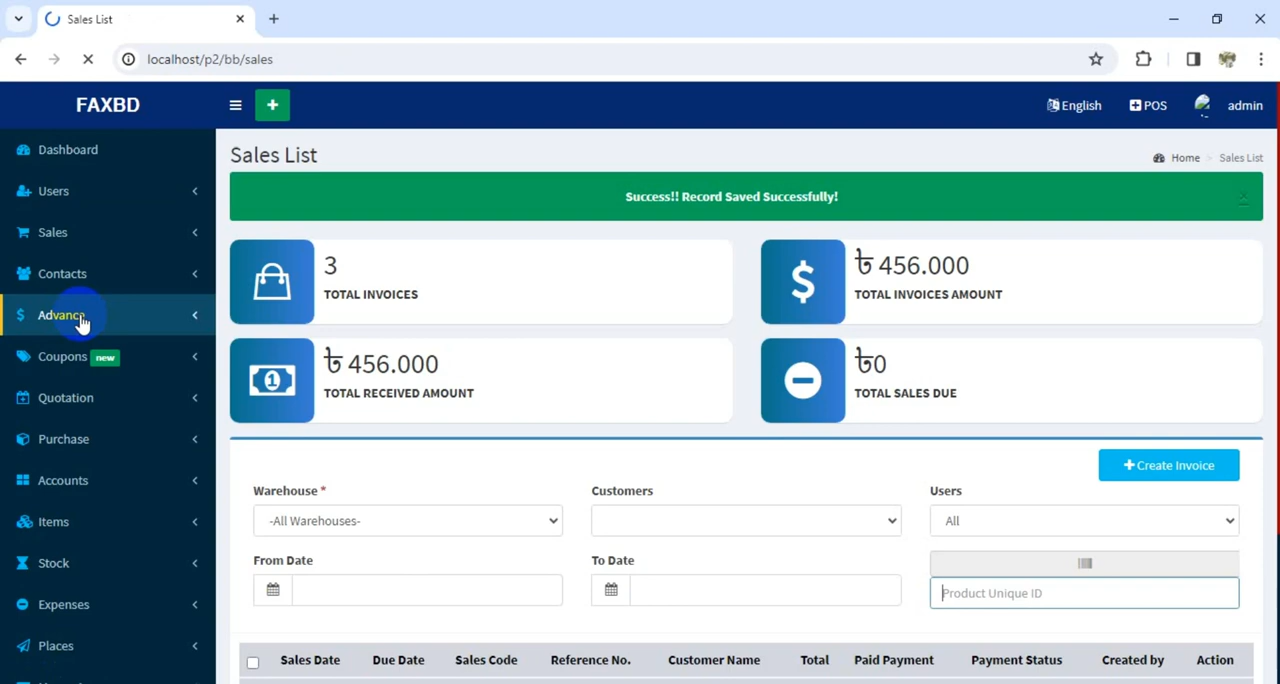 Sales List
localhost/p2/bb/sales
FAXBD
English
POS
admin
Dashboard
Users
Sales
Contacts
Advance
Coupons new
Quotation
Purchase
Accounts
Items
Stock
Expenses
Places
Sales List
Home > Sales List
Success!! Record Saved Successfully!
3
TOTAL INVOICES
৳ 456.000
TOTAL INVOICES AMOUNT
৳ 456.000
TOTAL RECEIVED AMOUNT
৳0
TOTAL SALES DUE
Create Invoice
Warehouse *
Customers
Users
-All Warehouses-
All
From Date
To Date
Product Unique ID
Sales Date Due Date Sales Code Reference No. Customer Name Total Paid Payment Payment Status Created by Action